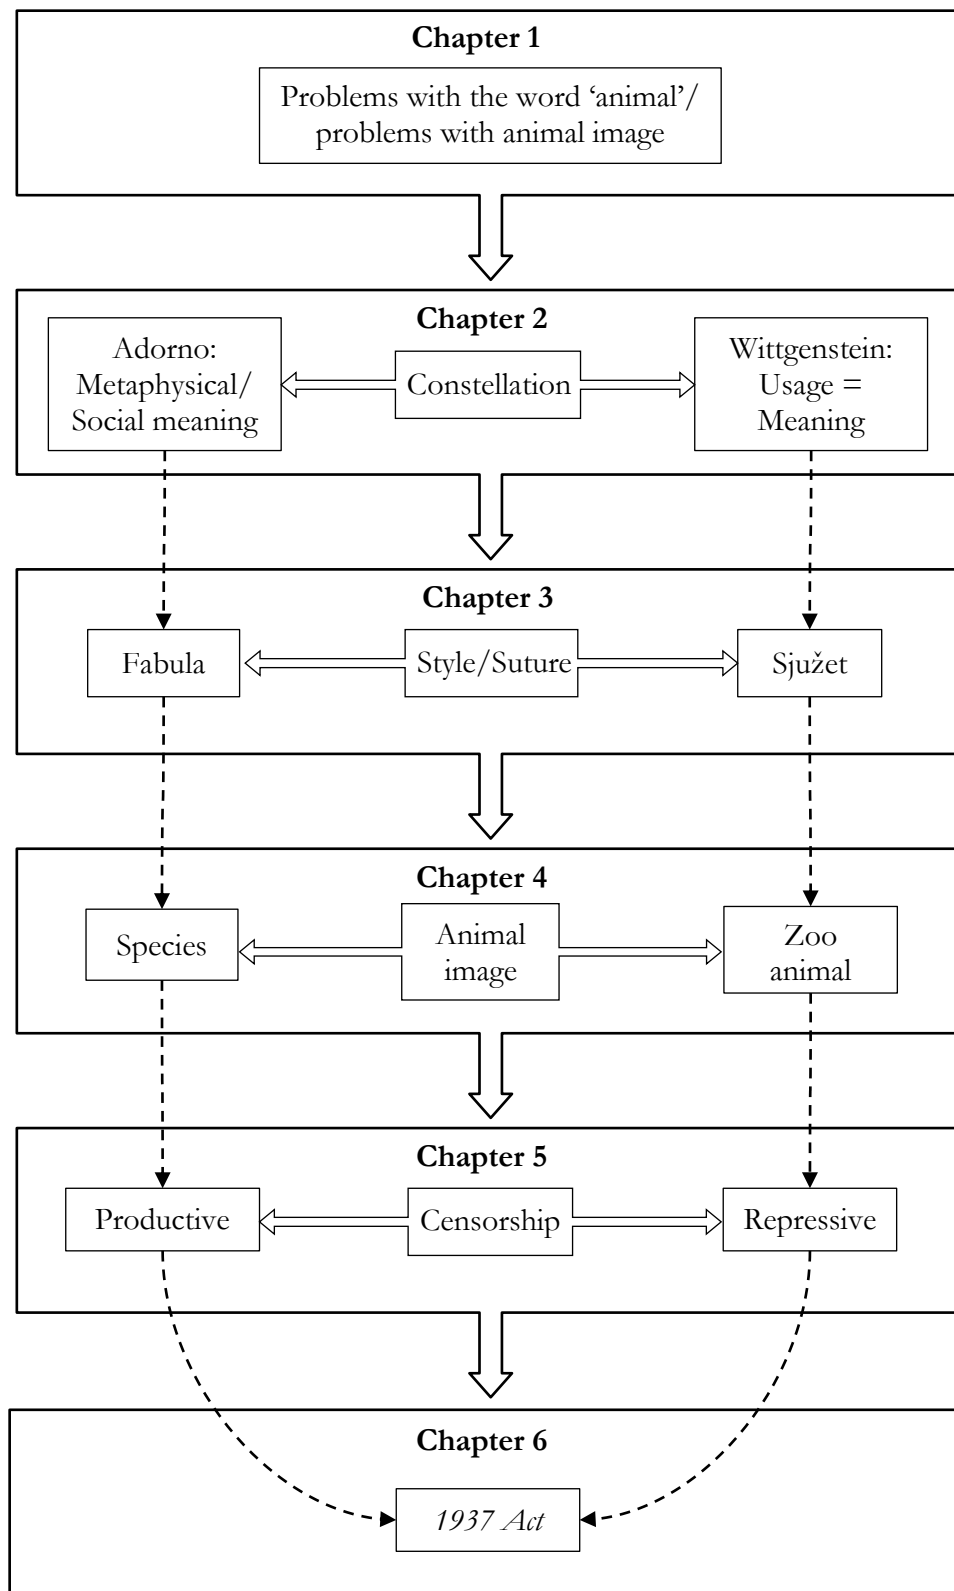 Chapter 1
Problems with the word ‘animal’/
problems with animal image
Chapter 2
Adorno:
Metaphysical/
Social meaning
Constellation
Wittgenstein:
Usage =
Meaning
Chapter 3
Fabula
Style/Suture
Sjužet
Chapter 4
Species
Animal
image
Zoo
animal
Chapter 5
Productive
Censorship
Repressive
Chapter 6
1937 Act